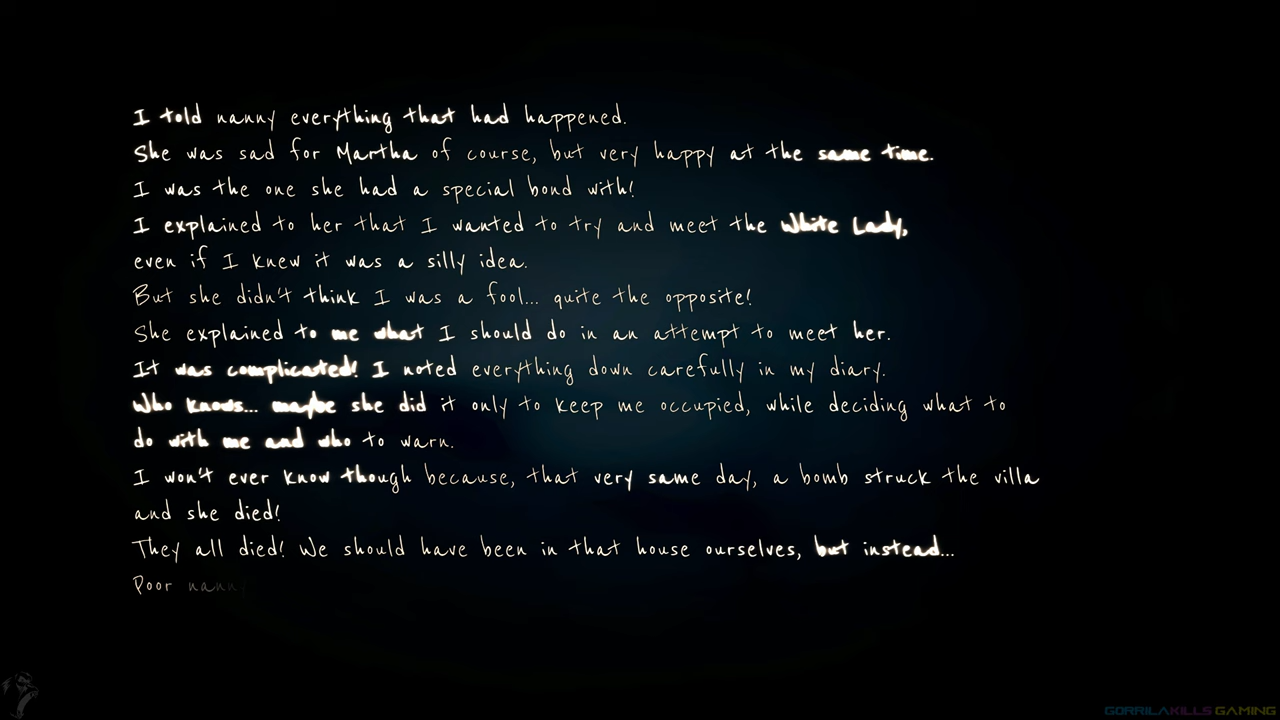 I told nanny everything that had happened.
She was sad for Martha of course, but very happy at the same time.
I was the one she had a special bond with!
I explained to her that I wanted to try and meet the White Lady,
even if I knew it was a silly idea.
But she didn't think I was a fool... quite the opposite!
She explained to me what I should do in an attempt to meet her.
It was complicated! I noted everything down carefully in my diary.
Who knows... maybe she did it only to keep me occupied, while deciding what to
do with me and who to warn.
I won't ever know though because, that very same day, a bomb struck the villa
and she died!
They all died! We should have been in that house ourselves, but instead...
Poor nanny
GORRILAKILLS GAMING